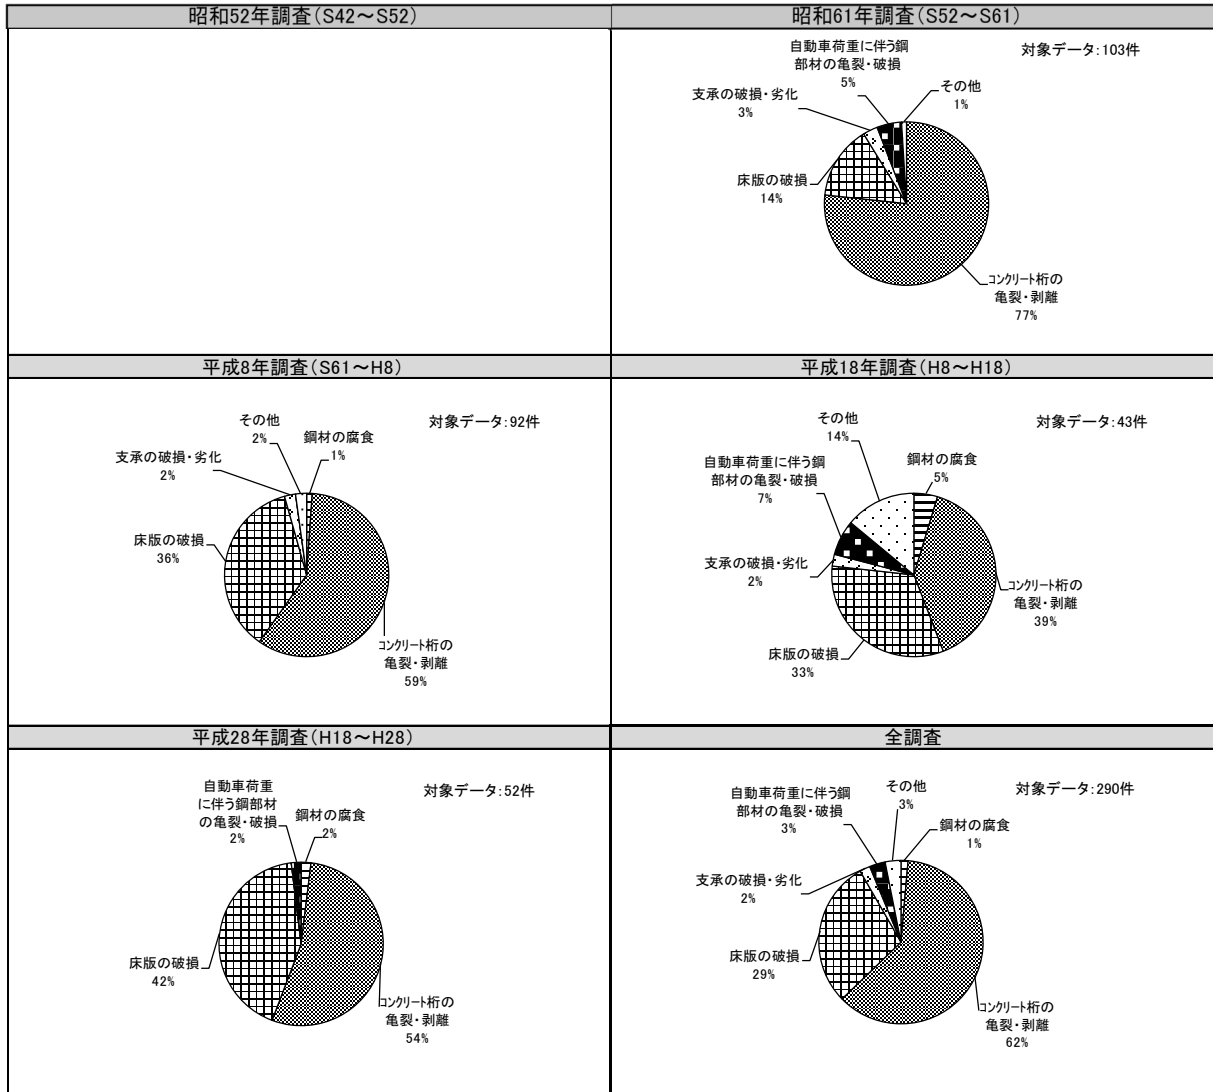 昭和52年調査(S42～S52)
昭和61年調査(S52～S61)
対象データ:103件
自動車荷重に伴う鋼
部材の亀裂・破損
5%
その他
1%
支承の破損・劣化
3%
床版の破損
14%
コンクリート桁の
亀裂・剥離
77%
平成8年調査(S61～H8)
対象データ:92件
その他
2%
鋼材の腐食
1%
支承の破損・劣化
2%
床版の破損
36%
コンクリート桁の
亀裂・剥離
59%
平成18年調査(H8～H18)
対象データ:43件
その他
14%
鋼材の腐食
5%
自動車荷重に伴う鋼
部材の亀裂・破損
7%
支承の破損・劣化
2%
コンクリート桁の
亀裂・剥離
39%
床版の破損
33%
平成28年調査(H18～H28)
対象データ:52件
自動車荷重
に伴う鋼部材
の亀裂・破損
2%
鋼材の腐食
2%
床版の破損
42%
コンクリート桁の
亀裂・剥離
54%
全調査
対象データ:290件
自動車荷重に伴う鋼
部材の亀裂・破損
3%
その他
3%
鋼材の腐食
1%
支承の破損・劣化
2%
床版の破損
29%
コンクリート桁の
亀裂・剥離
62%